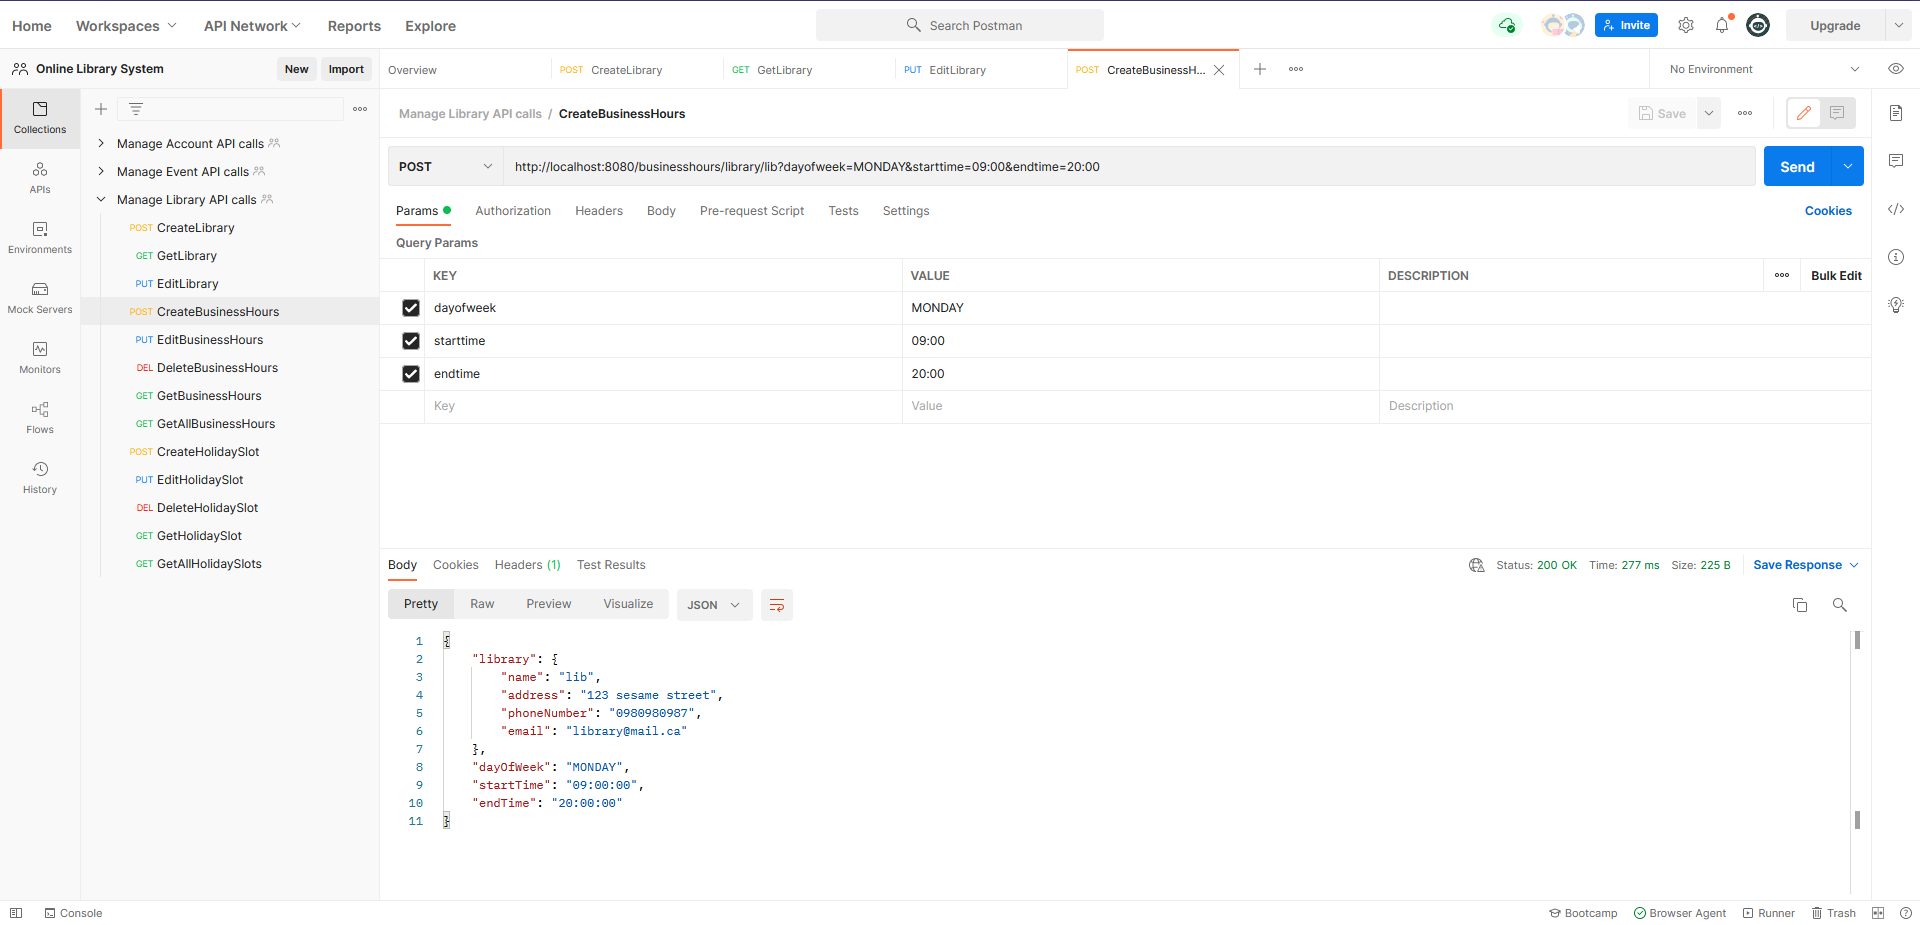 Home Workspaces API Network Reports Explore Search Postman Invite Upgrade
Online Library System New Import
Overview POST CreateLibrary GET GetLibrary PUT EditLibrary POST CreateBusinessH... No Environment
Collections
APIs
Environments
Mock Servers
Monitors
Flows
History
Manage Account API calls
Manage Event API calls
Manage Library API calls
POST CreateLibrary
GET GetLibrary
PUT EditLibrary
POST CreateBusinessHours
PUT EditBusinessHours
DEL DeleteBusinessHours
GET GetBusinessHours
GET GetAllBusinessHours
POST CreateHolidaySlot
PUT EditHolidaySlot
DEL DeleteHolidaySlot
GET GetHolidaySlot
GET GetAllHolidaySlots
Manage Library API calls / CreateBusinessHours Save
POST http://localhost:8080/businesshours/library/lib?dayofweek=MONDAY&starttime=09:00&endtime=20:00 Send
Params Authorization Headers Body Pre-request Script Tests Settings Cookies
Query Params
KEY VALUE DESCRIPTION Bulk Edit
dayofweek MONDAY
starttime 09:00
endtime 20:00
Key Value Description
Body Cookies Headers (1) Test Results Status: 200 OK Time: 277 ms Size: 225 B Save Response
Pretty Raw Preview Visualize JSON
1 {
2 "library": {
3 "name": "lib",
4 "address": "123 sesame street",
5 "phoneNumber": "0980980987",
6 "email": "library@mail.ca"
7 },
8 "dayOfWeek": "MONDAY",
9 "startTime": "09:00:00",
10 "endTime": "20:00:00"
11 }
Console Bootcamp Browser Agent Runner Trash